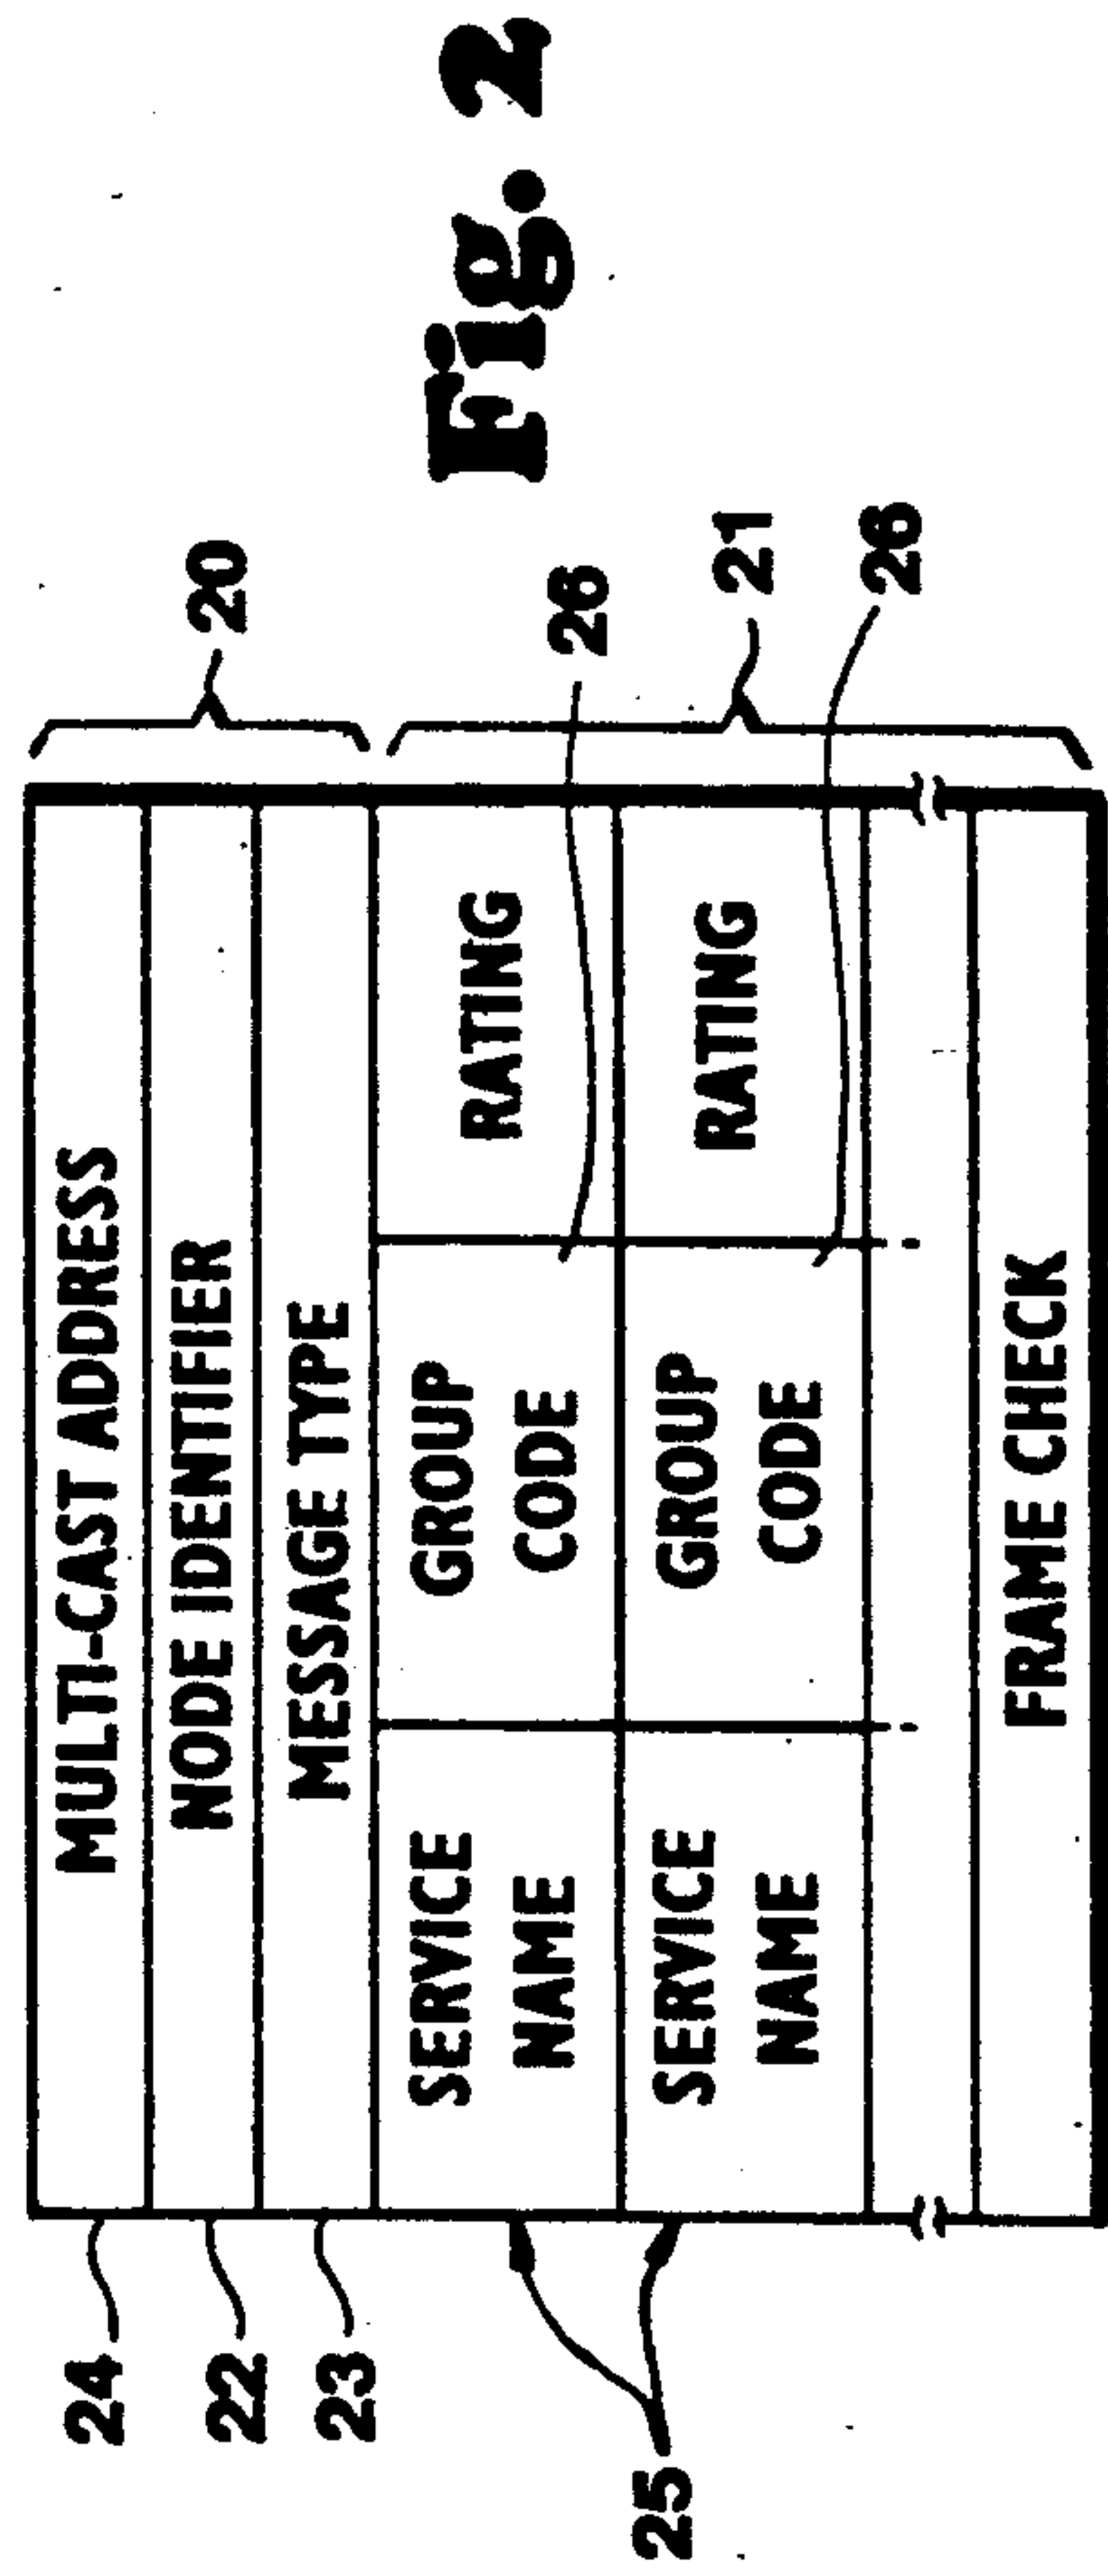 24
MULTI-CAST ADDRESS
20
22
NODE IDENTIFIER
23
MESSAGE TYPE
25
SERVICE NAME
GROUP CODE
RATING
26
SERVICE NAME
GROUP CODE
RATING
21
26
FRAME CHECK
Fig. 2